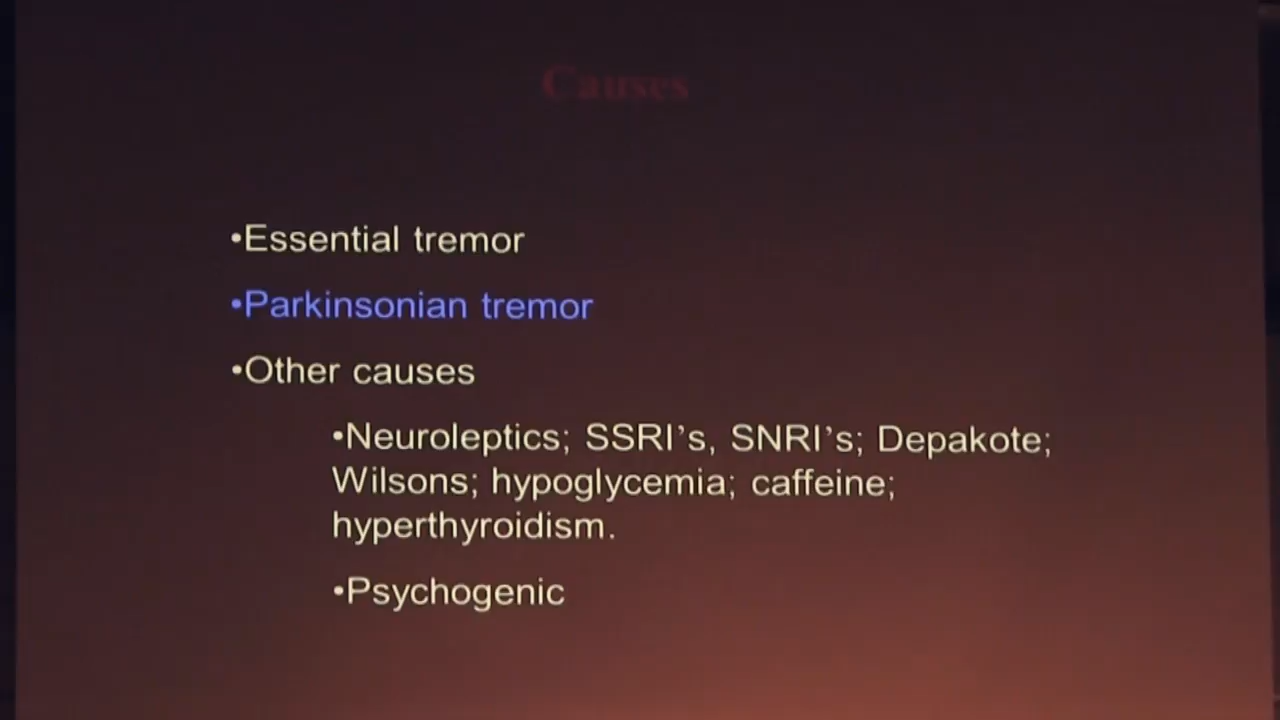 Causes
•Essential tremor
•Parkinsonian tremor
•Other causes
•Neuroleptics; SSRI’s, SNRI’s; Depakote;
Wilsons; hypoglycemia; caffeine;
hyperthyroidism.
•Psychogenic